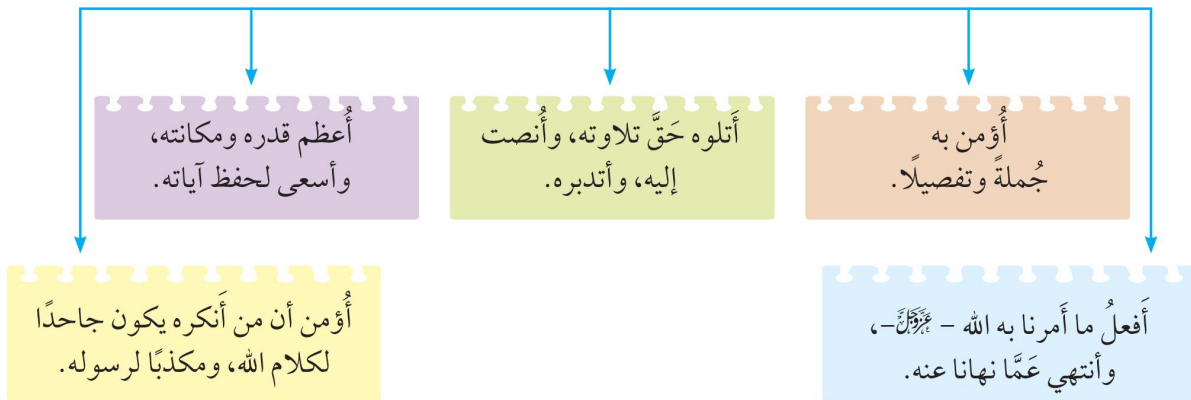 أُؤمن به
جُملةً وتفصيلًا.
أَتلوه حَقَّ تلاوته، وأُنصت
إليه، وأتدبره.
أُعظم قدره ومكانته،
وأسعى لحفظ آياته.
أَفعلُ ما أَمرنا به الله – عَزَّوَجَلَّ–،
وأنتهي عَمَّا نهانا عنه.
أُؤمن أن من أَنكره يكون جاحدًا
لكلام الله، ومكذبًا لرسوله.